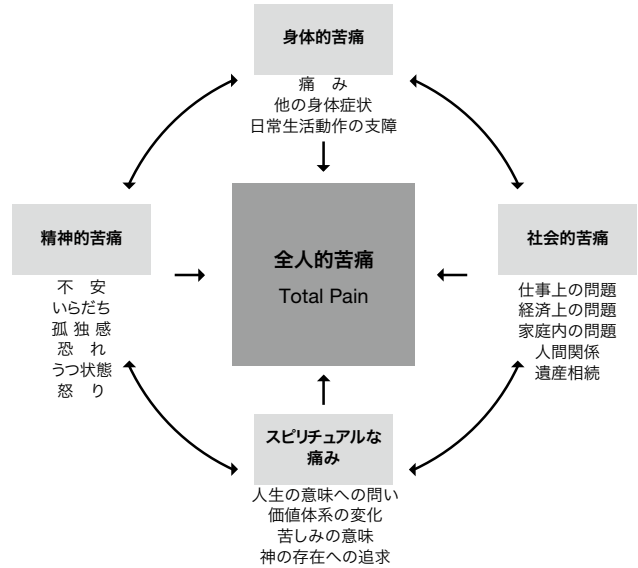 身体的苦痛
痛　み
他の身体症状
日常生活動作の支障
精神的苦痛
不　安
いらだち
孤 独 感
恐　れ
うつ状態
怒　り
全人的苦痛
Total Pain
社会的苦痛
仕事上の問題
経済上の問題
家庭内の問題
人間関係
遺産相続
スピリチュアルな
痛み
人生の意味への問い
価値体系の変化
苦しみの意味
神の存在への追求